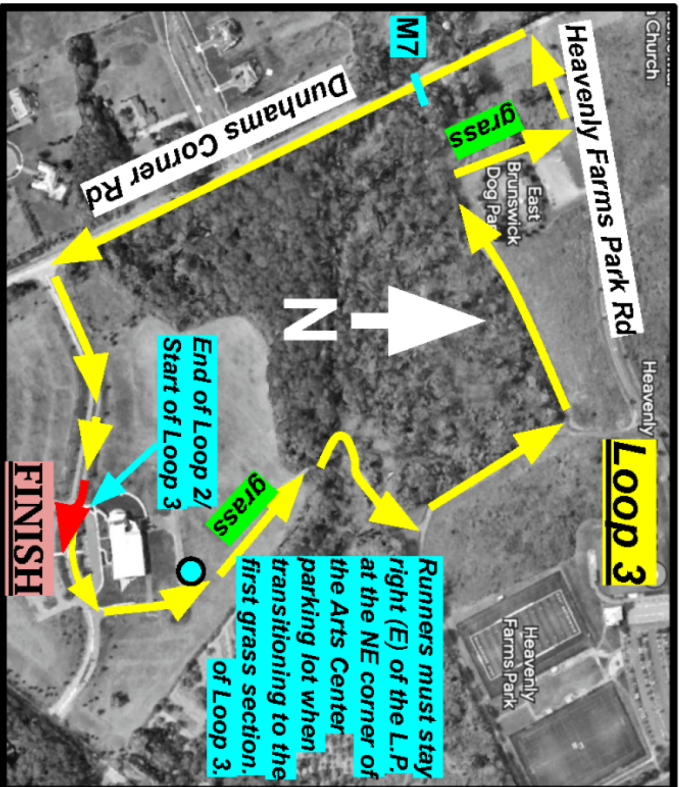 Church
Heavenly Farms Park Rd
M7
grass
East
Brunswick
Dog Par
Dunhams Corner Rd
N
Heavenly
Loop 3
End of Loop 2/
Start of Loop 3
grass
FINISH
Runners must stay
right (E) of the L.P.
at the NE corner of
the Arts Center
parking lot when
transitioning to the
first grass section.
of Loop 3.
Heavenly
Farms Park